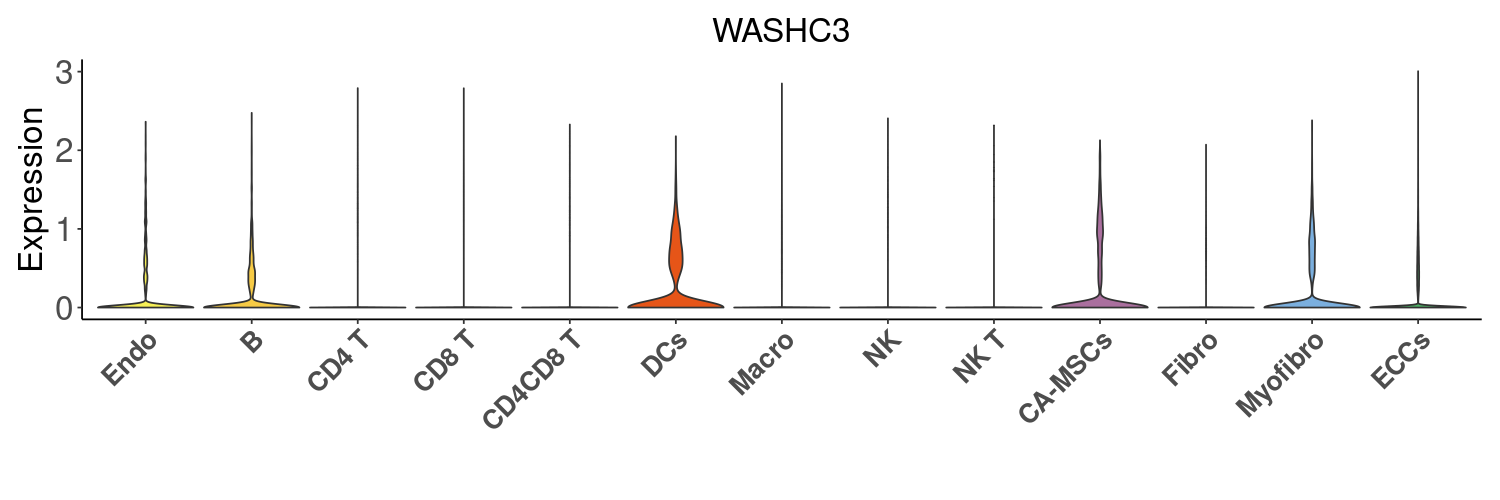 WASHC3
Expression
3
2
1
0
Endo
B
CD4 T
CD8 T
CD4CD8 T
DCs
Macro
NK
NK T
CA-MSCs
Fibro
Myofibro
ECCs